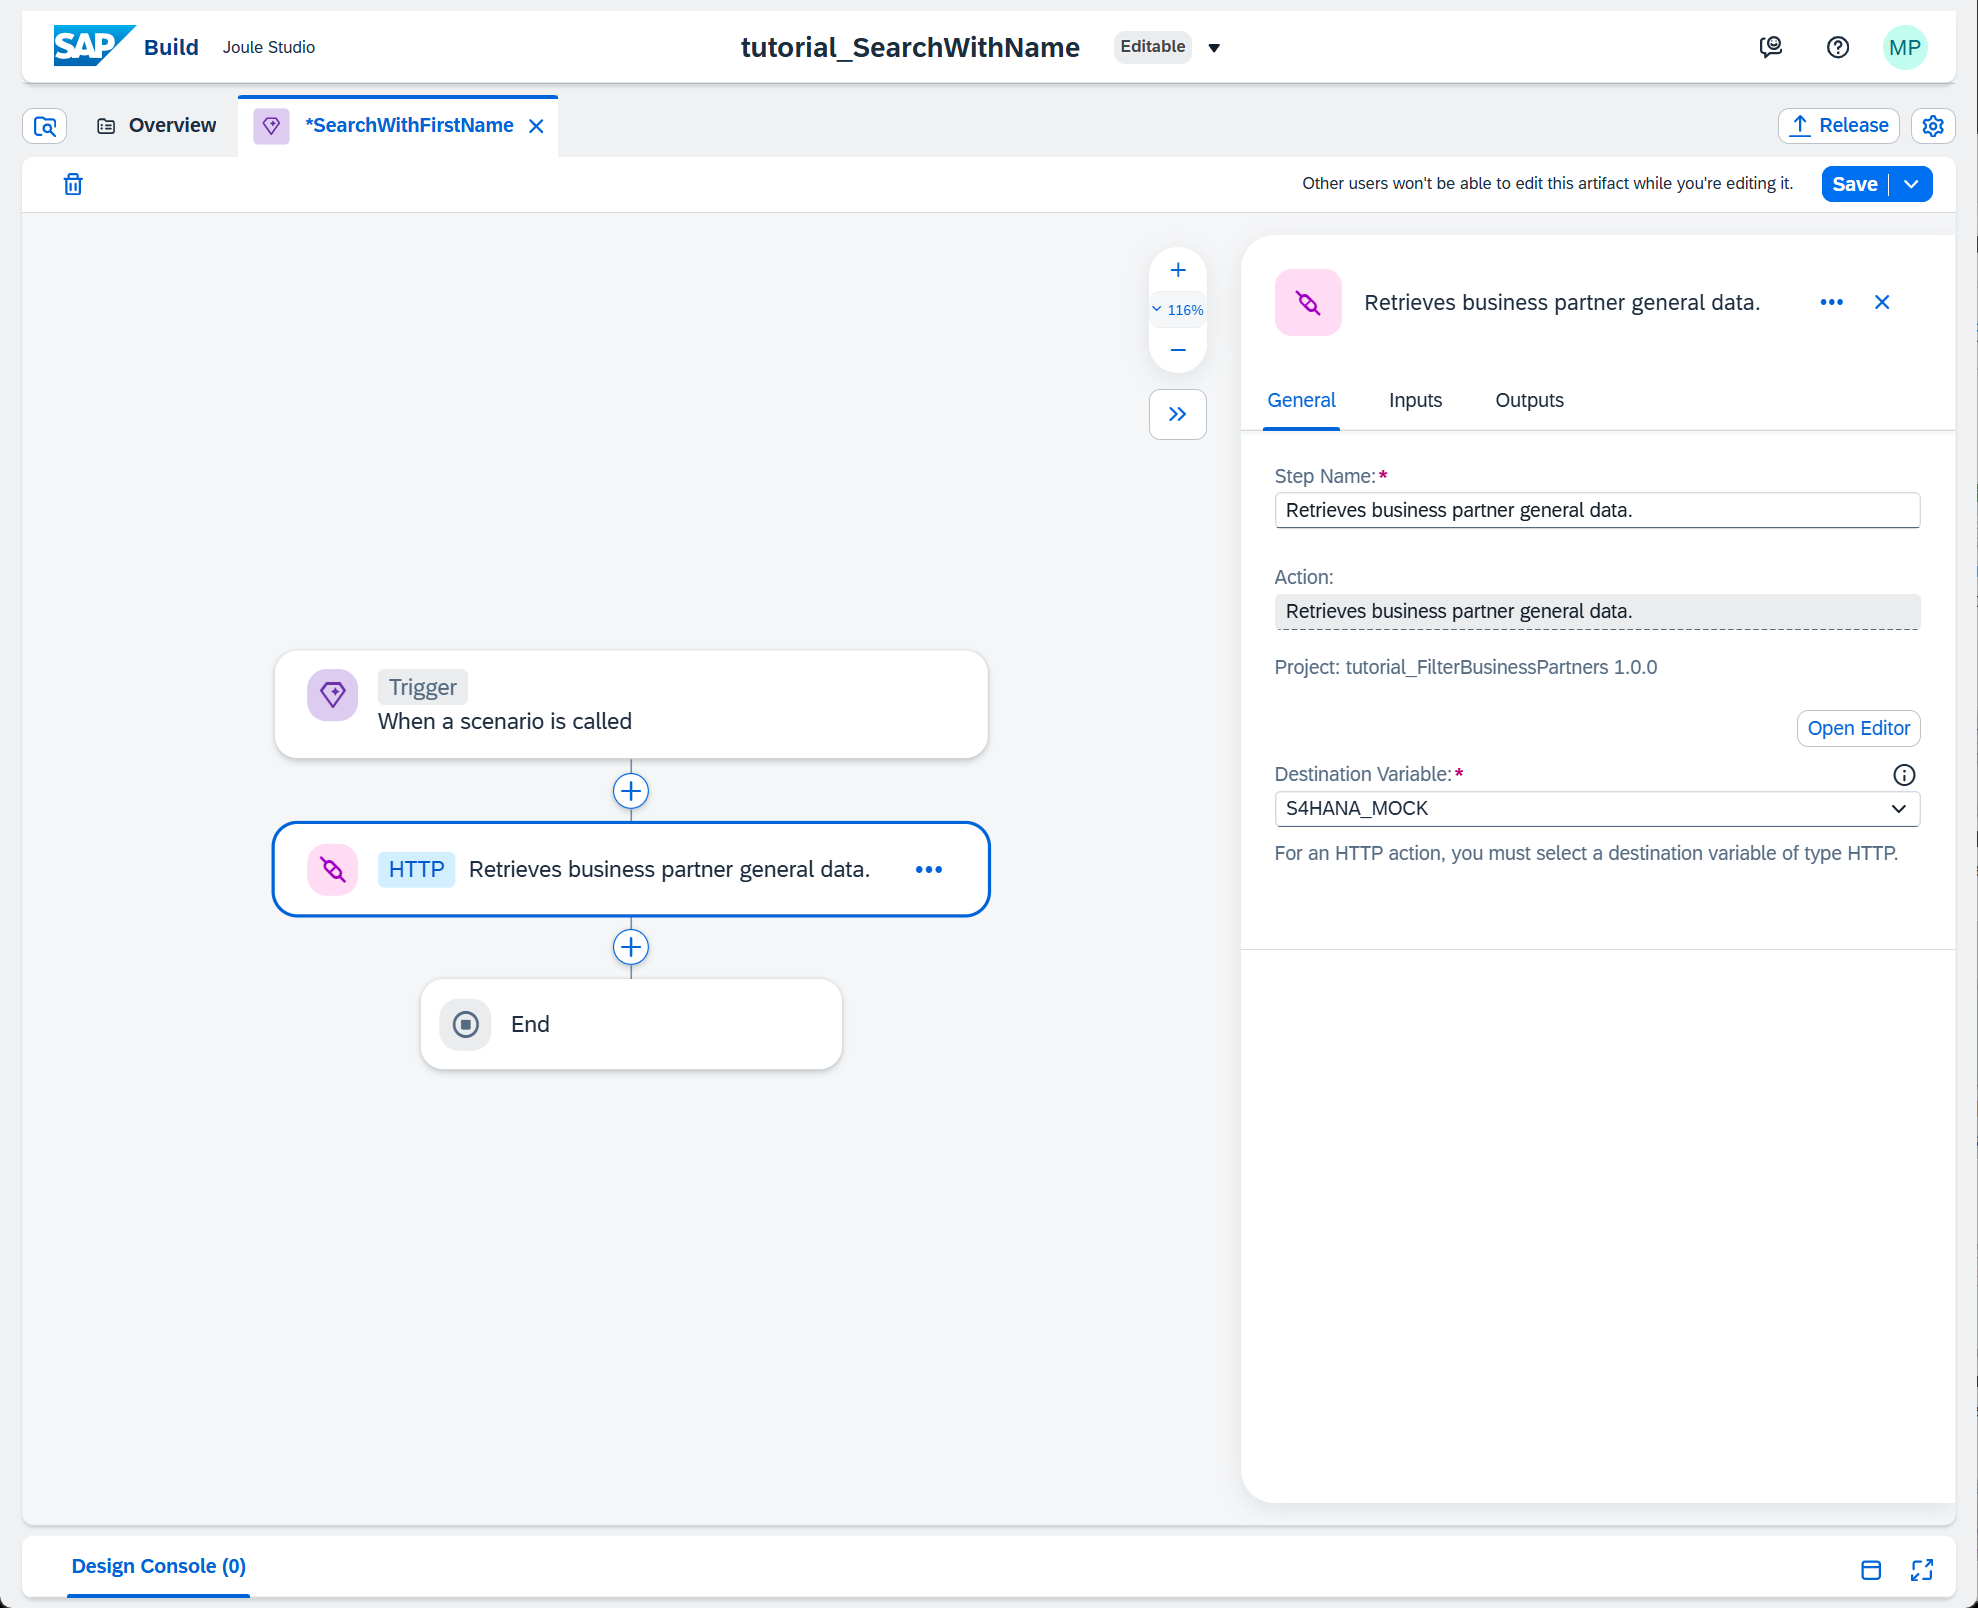 SAP Build Joule Studio
tutorial_SearchWithName Editable
MP
Overview
*SearchWithFirstName
Release
Other users won't be able to edit this artifact while you're editing it.
Save
116%
Retrieves business partner general data.
General Inputs Outputs
Step Name:*
Retrieves business partner general data.
Action:
Retrieves business partner general data.
Project: tutorial_FilterBusinessPartners 1.0.0
Open Editor
Destination Variable:*
S4HANA_MOCK
For an HTTP action, you must select a destination variable of type HTTP.
Trigger
When a scenario is called
HTTP Retrieves business partner general data.
End
Design Console (0)